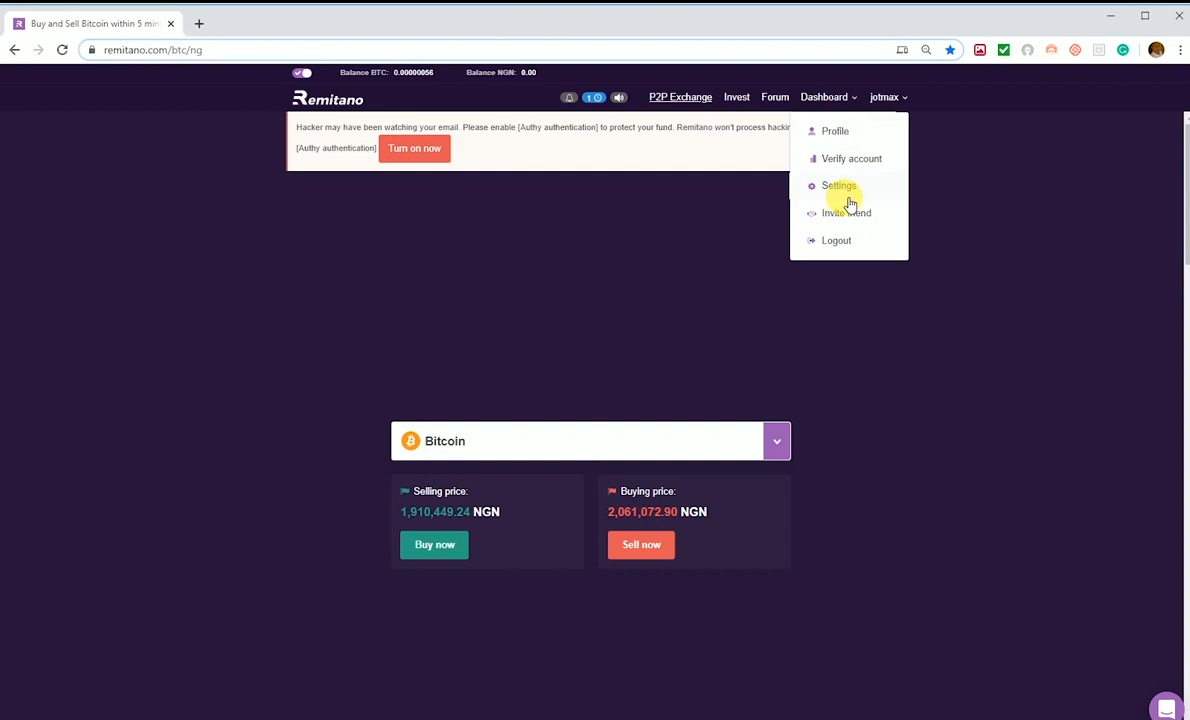 Buy and Sell Bitcoin within 5 min
remitano.com/btc/ng
Balance BTC: 0.00000056 Balance NGN: 0.00
Remitano
1 P2P Exchange Invest Forum Dashboard jotmax
Hacker may have been watching your email. Please enable [Authy authentication] to protect your fund. Remitano won't process hackin
[Authy authentication] Turn on now
Profile
Verify account
Settings
Invite friend
Logout
Bitcoin
Selling price:
1,910,449.24 NGN
Buy now
Buying price:
2,061,072.90 NGN
Sell now